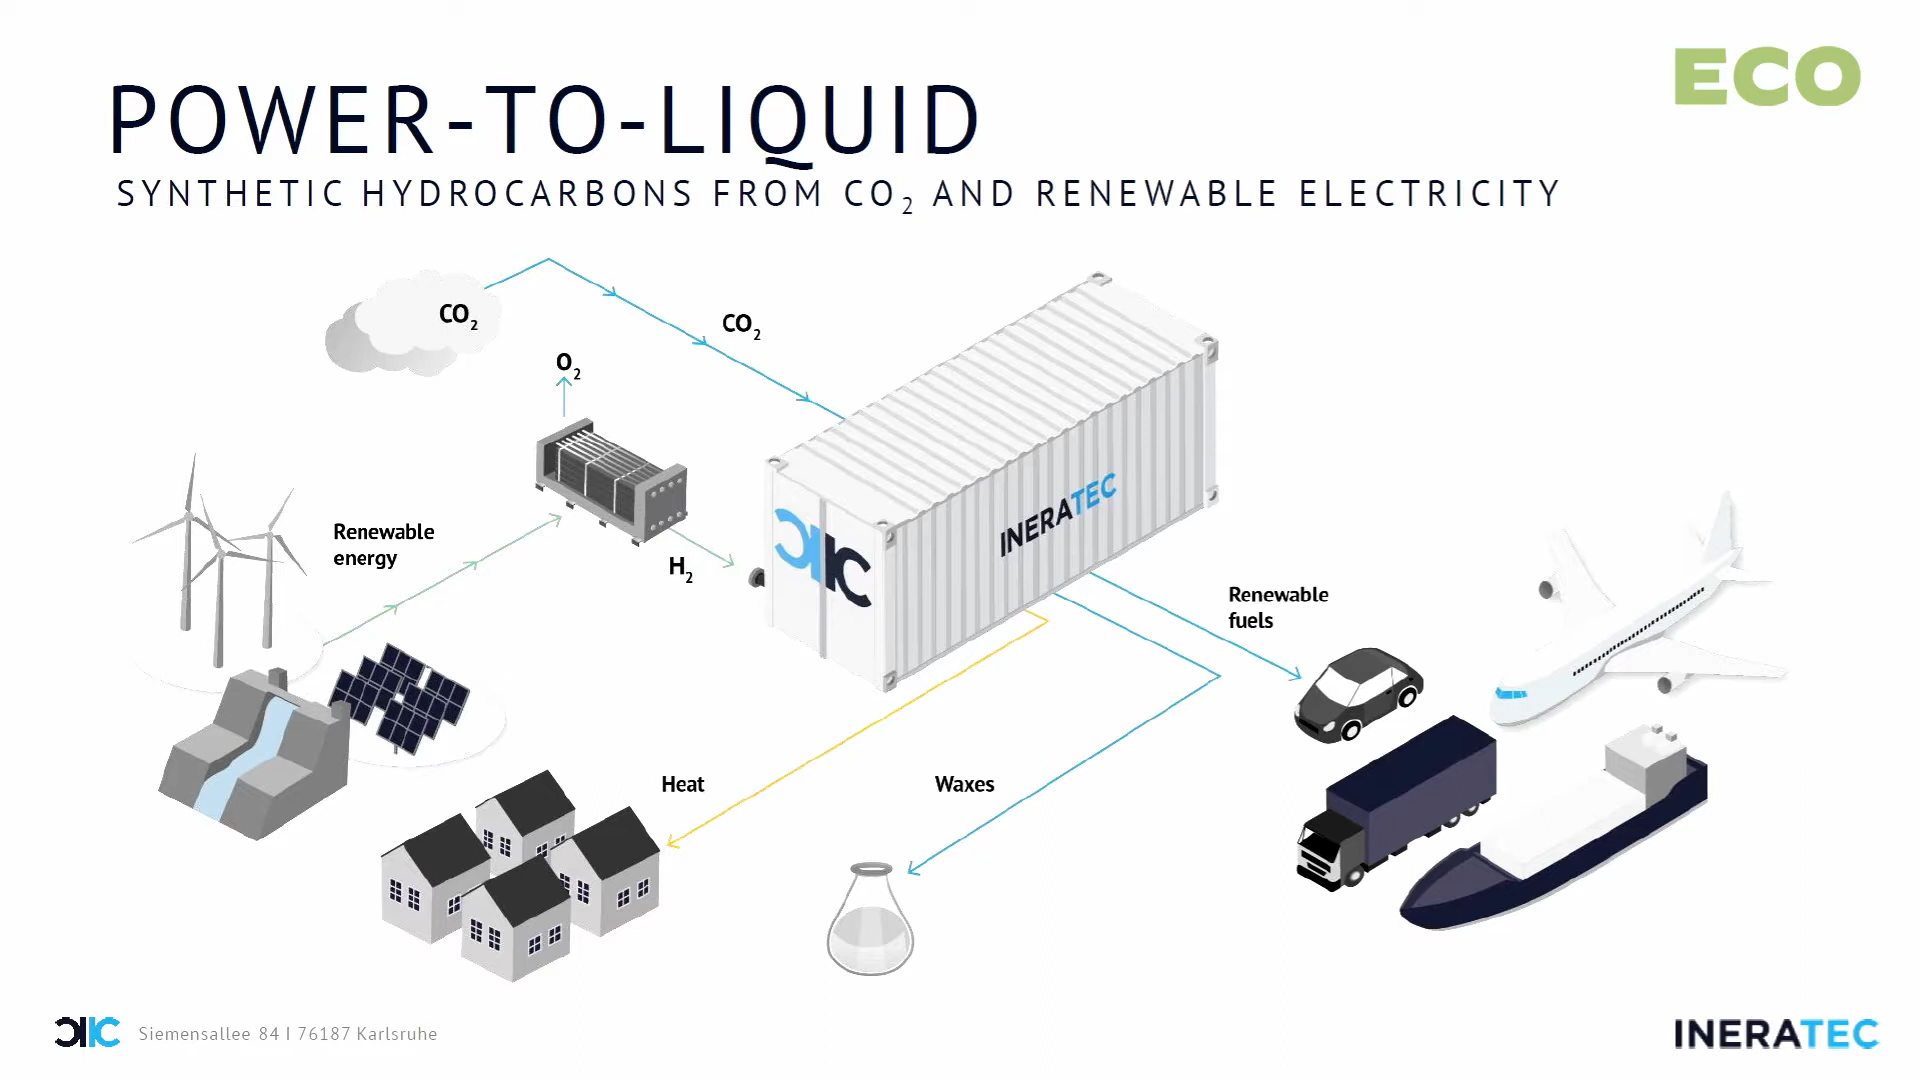 ECO
POWER-TO-LIQUID
SYNTHETIC HYDROCARBONS FROM CO₂ AND RENEWABLE ELECTRICITY
CO₂
CO₂
O₂
Renewable
energy
H₂
INERATEC
Renewable
fuels
Heat
Waxes
Siemensallee 84 I 76187 Karlsruhe
INERATEC